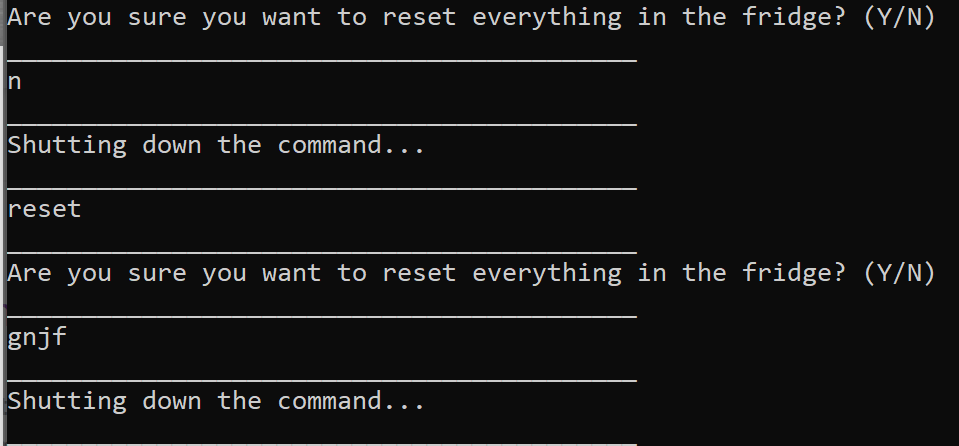 Are you sure you want to reset everything in the fridge? (Y/N)
__________________________________________
n
__________________________________________
Shutting down the command...
__________________________________________
reset
__________________________________________
Are you sure you want to reset everything in the fridge? (Y/N)
__________________________________________
gnjf
__________________________________________
Shutting down the command...
__________________________________________